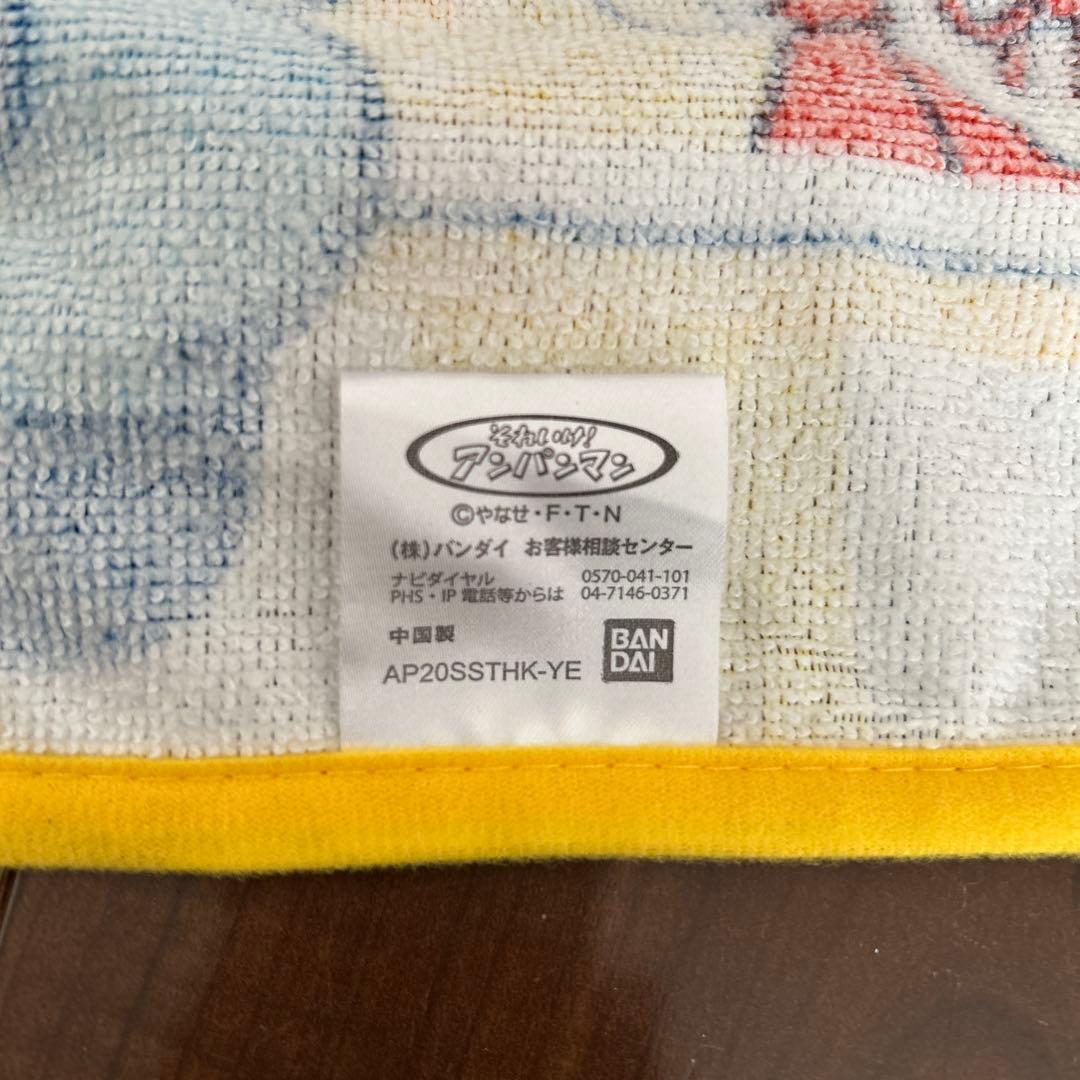 それいけ!
アンパンマン
©やなせ・F・T・N
(株)バンダイ お客様相談センター
ナビダイヤル 0570-041-101
PHS・IP 電話等からは 04-7146-0371
中国製
AP20SSTHK-YE
BAN
DAI